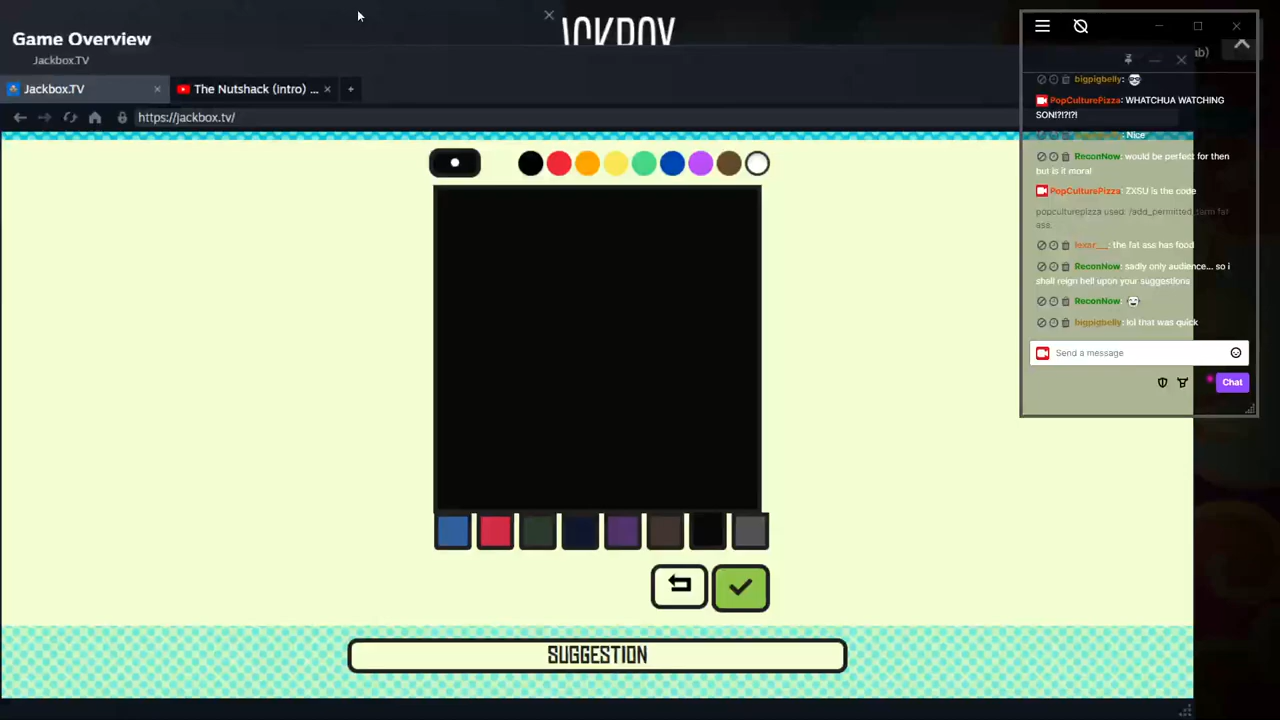 Game Overview
Jackbox.TV
Jackbox.TV
The Nutshack (Intro) ...
https://jackbox.tv/
SUGGESTION
bigpigbelly:
PopCulturePizza: WHATCHUA WATCHING
SON!?!?!?!
Nice
ReconNow: would be perfect for then
but is it moral
PopCulturePizza: ZXSU is the code
popculturepizza used: /add_permitted_term fat
ass.
lexar___: the fat ass has food
ReconNow: sadly only audience... so i
shall reign hell upon your suggestions
ReconNow:
bigpigbelly: lol that was quick
Send a message
Chat